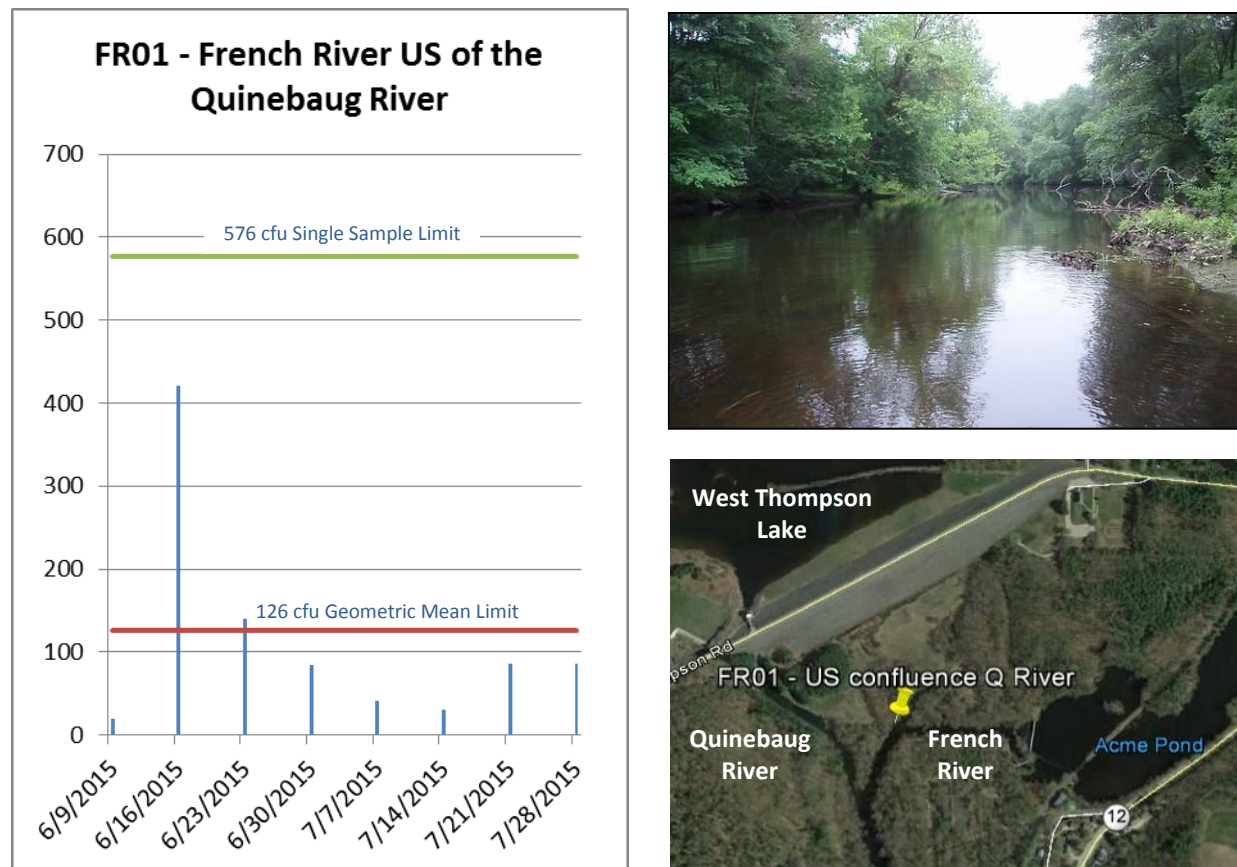 FR01 - French River US of the
Quinebaug River
700
600
500
400
300
200
100
0
576 cfu Single Sample Limit
126 cfu Geometric Mean Limit
6/9/2015
6/16/2015
6/23/2015
6/30/2015
7/7/2015
7/14/2015
7/21/2015
7/28/2015
West Thompson
Lake
pson Rd
FR01 - US confluence Q River
Quinebaug
River
French
River
Acme Pond
12